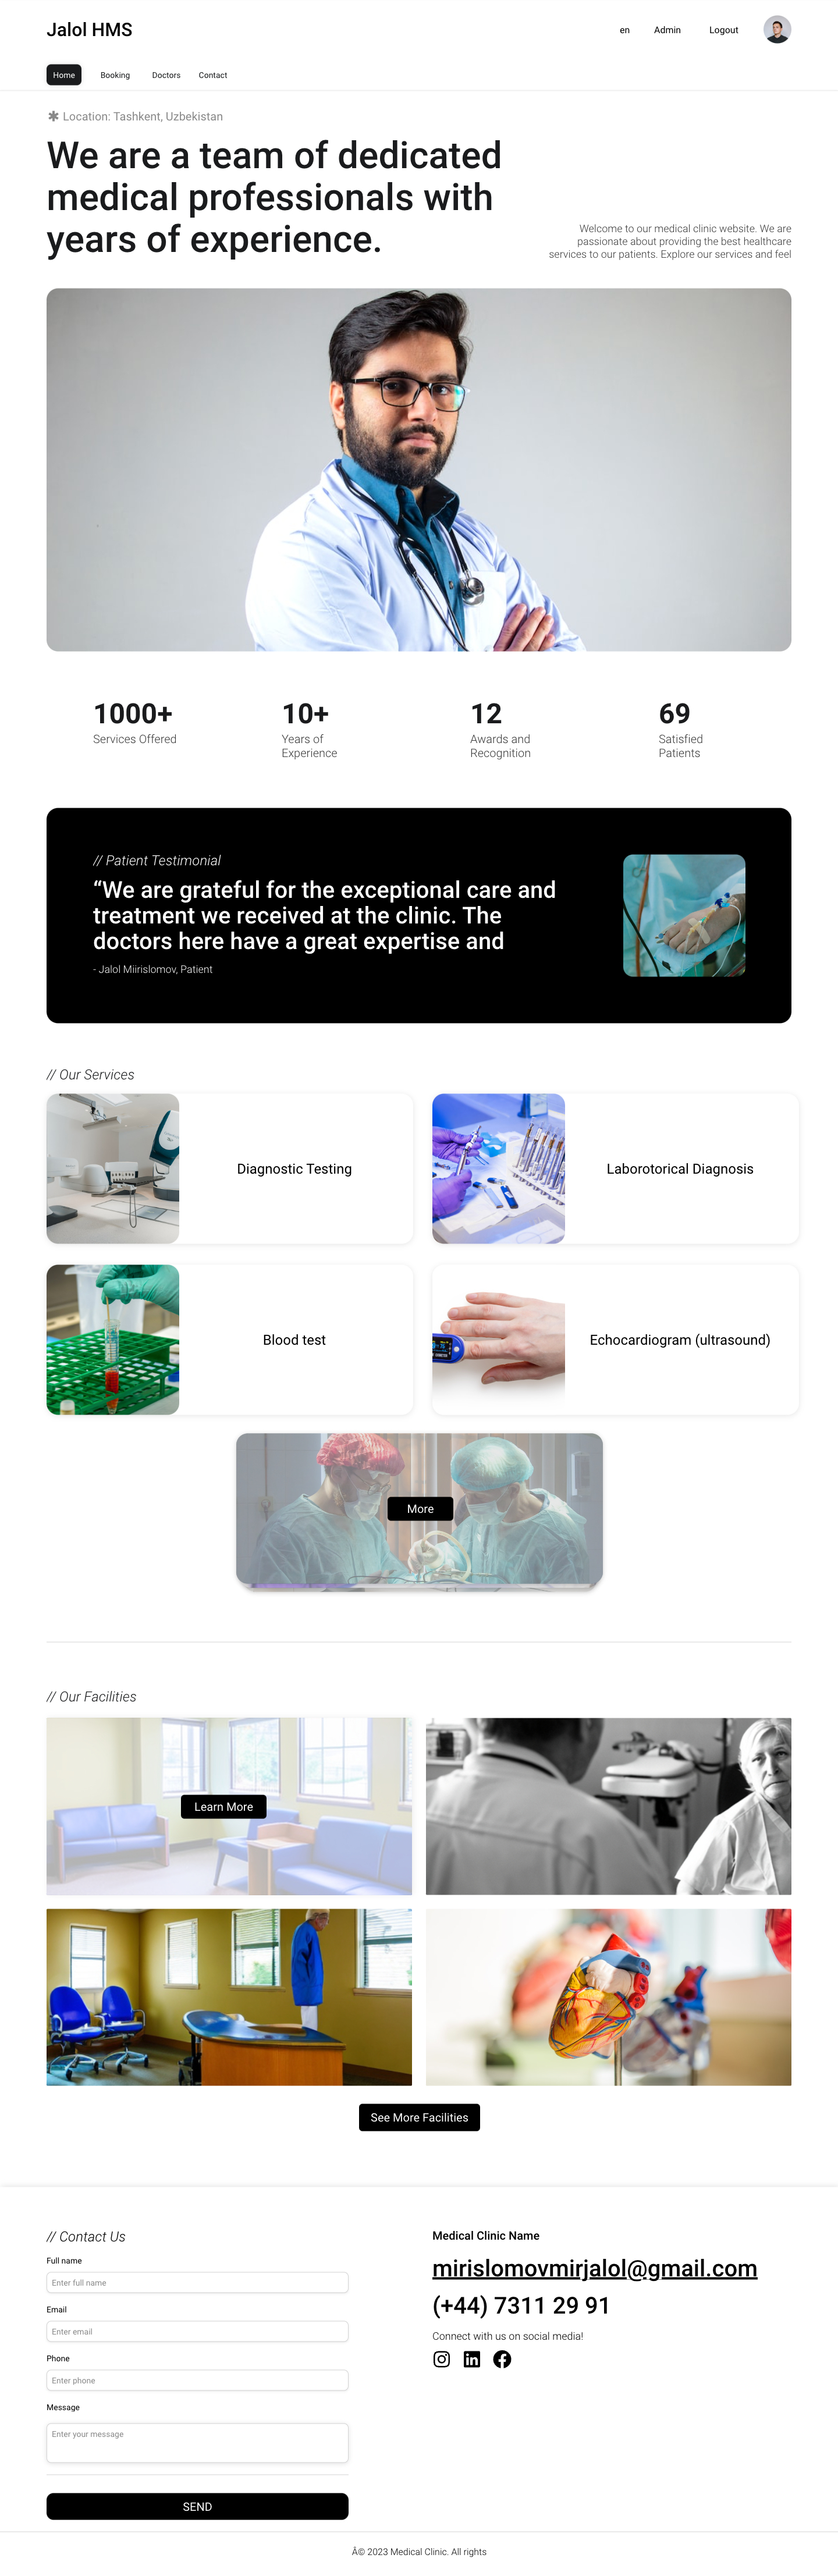 Jalol HMS
en
Admin
Logout
Home
Booking
Doctors
Contact
✱ Location: Tashkent, Uzbekistan
We are a team of dedicated
medical professionals with
years of experience.
Welcome to our medical clinic website. We are
passionate about providing the best healthcare
services to our patients. Explore our services and feel
1000+
Services Offered
10+
Years of
Experience
12
Awards and
Recognition
69
Satisfied
Patients
// Patient Testimonial
“We are grateful for the exceptional care and
treatment we received at the clinic. The
doctors here have a great expertise and
- Jalol Miirislomov, Patient
// Our Services
Diagnostic Testing
Laborotorical Diagnosis
Blood test
Echocardiogram (ultrasound)
More
// Our Facilities
Learn More
See More Facilities
// Contact Us
Full name
Enter full name
Email
Enter email
Phone
Enter phone
Message
Enter your message
SEND
Medical Clinic Name
mirislomovmirjalol@gmail.com
(+44) 7311 29 91
Connect with us on social media!
Â© 2023 Medical Clinic. All rights